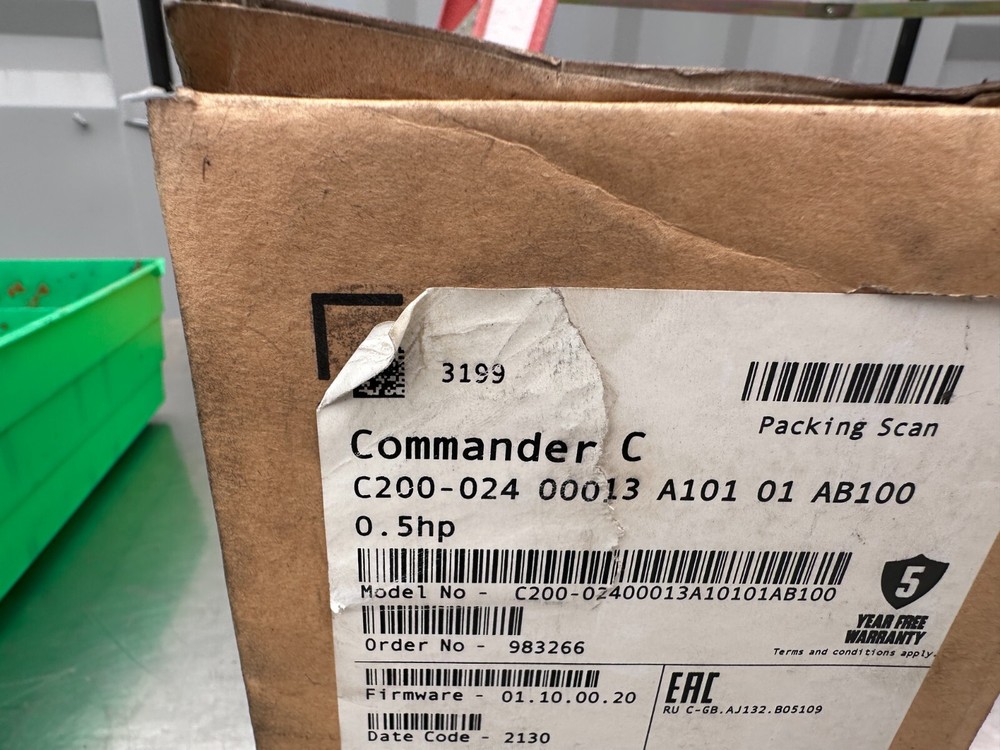 3199
Packing Scan
Commander C
C200-024 00013 A101 01 AB100
0.5hp
Model No - C200-02400013A10101AB100
5
YEAR FREE
WARRANTY
Terms and conditions apply.
Order No - 983266
Firmware - 01.10.00.20
EAC
RU C-GB.AJ132.B05109
Date Code - 2130